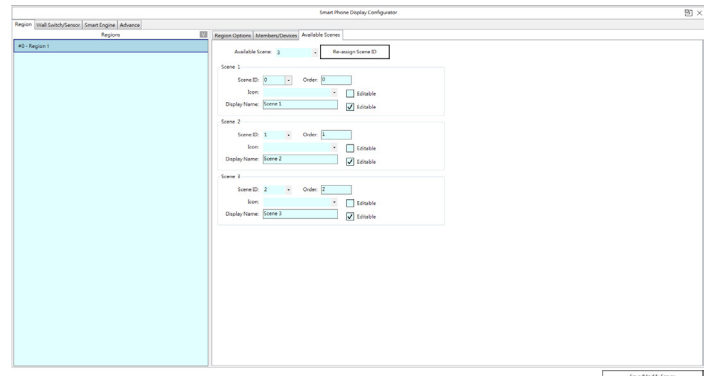 Smart Phone Display Configurator
Region Wall Switch/Sensor Smart Engine Advance
Regions
#0 - Region 1
Region Options Members/Devices Available Scenes
Available Scene: 3 Re-assign Scene ID
Scene 1
Scene ID: 0 Order: 0
Icon: Editable
Display Name: Scene 1 Editable
Scene 2
Scene ID: 1 Order: 1
Icon: Editable
Display Name: Scene 2 Editable
Scene 3
Scene ID: 2 Order: 2
Icon: Editable
Display Name: Scene 3 Editable